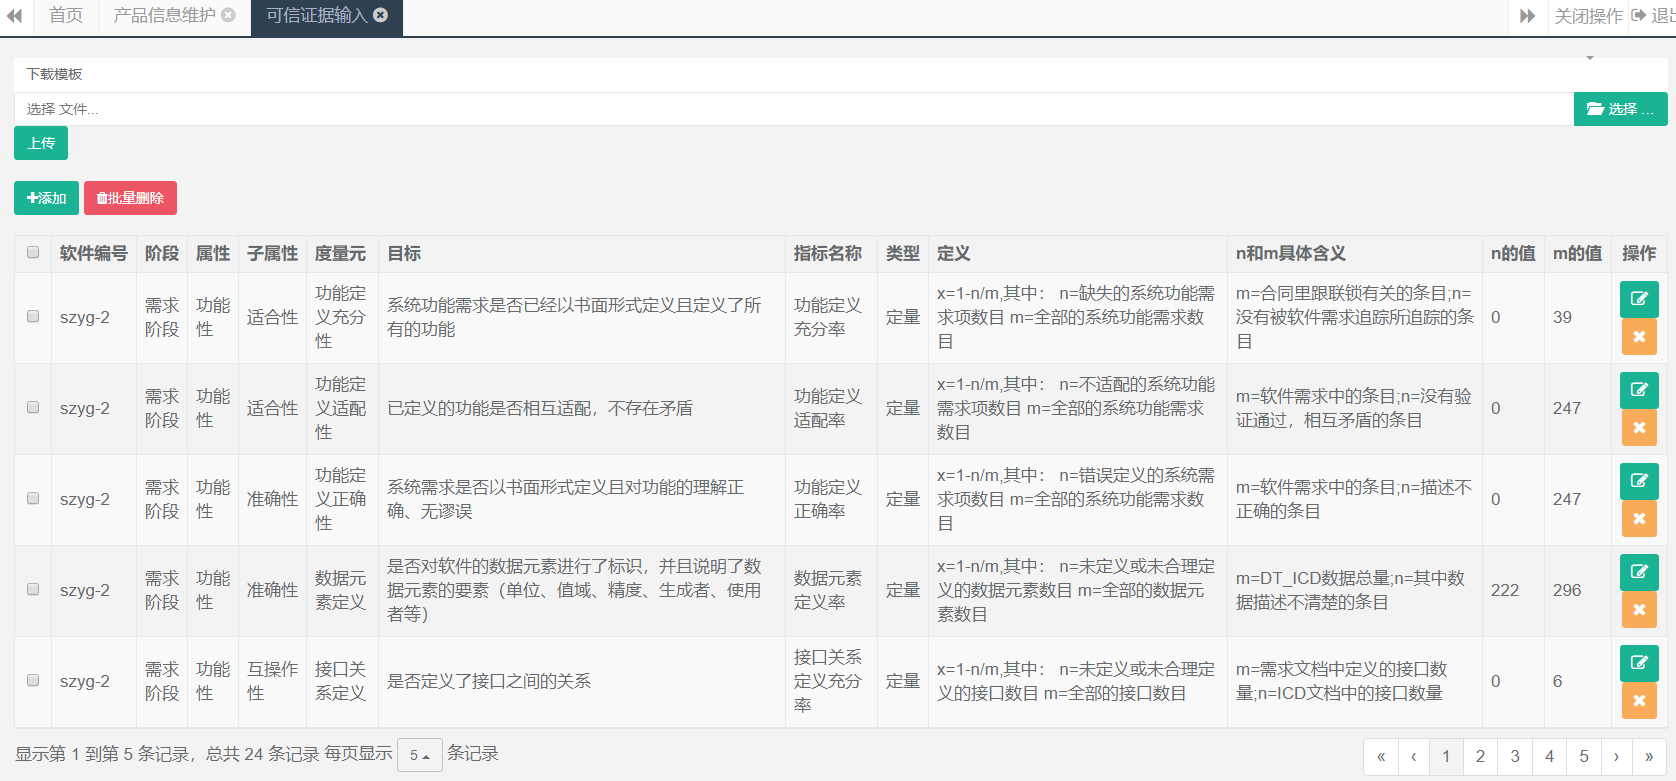 首页 产品信息维护 可信证据输入 关闭操作 退出
下载模板
选择 文件... 选择 ...
上传
添加 批量删除
软件编号 阶段 属性 子属性 度量元 目标 指标名称 类型 定义 n和m具体含义 n的值 m的值 操作
szyg-2 需求阶段 功能性 适合性 功能定义充分性 系统功能需求是否已经以书面形式定义且定义了所有的功能 功能定义充分率 定量 x=1-n/m,其中： n=缺失的系统功能需求项数目 m=全部的系统功能需求数目 m=合同里跟联锁有关的条目;n=没有被软件需求追踪所追踪的条目 0 39
szyg-2 需求阶段 功能性 适合性 功能定义适配性 已定义的功能是否相互适配，不存在矛盾 功能定义适配率 定量 x=1-n/m,其中： n=不适配的系统功能需求项数目 m=全部的系统功能需求数目 m=软件需求中的条目;n=没有验证通过，相互矛盾的条目 0 247
szyg-2 需求阶段 功能性 准确性 功能定义正确性 系统需求是否以书面形式定义且对功能的理解正确、无谬误 功能定义正确率 定量 x=1-n/m,其中： n=错误定义的系统需求项数目 m=全部的系统功能需求数目 m=软件需求中的条目;n=描述不正确的条目 0 247
szyg-2 需求阶段 功能性 准确性 数据元素定义 是否对软件的数据元素进行了标识，并且说明了数据元素的要素（单位、值域、精度、生成者、使用者等） 数据元素定义率 定量 x=1-n/m,其中： n=未定义或未合理定义的数据元素数目 m=全部的数据元素数目 m=DT_ICD数据总量;n=其中数据描述不清楚的条目 222 296
szyg-2 需求阶段 功能性 互操作性 接口关系定义 是否定义了接口之间的关系 接口关系定义充分率 定量 x=1-n/m,其中： n=未定义或未合理定义的接口数目 m=全部的接口数目 m=需求文档中定义的接口数量;n=ICD文档中的接口数量 0 6
显示第 1 到第 5 条记录，总共 24 条记录 每页显示 5 条记录 « ‹ 1 2 3 4 5 › »